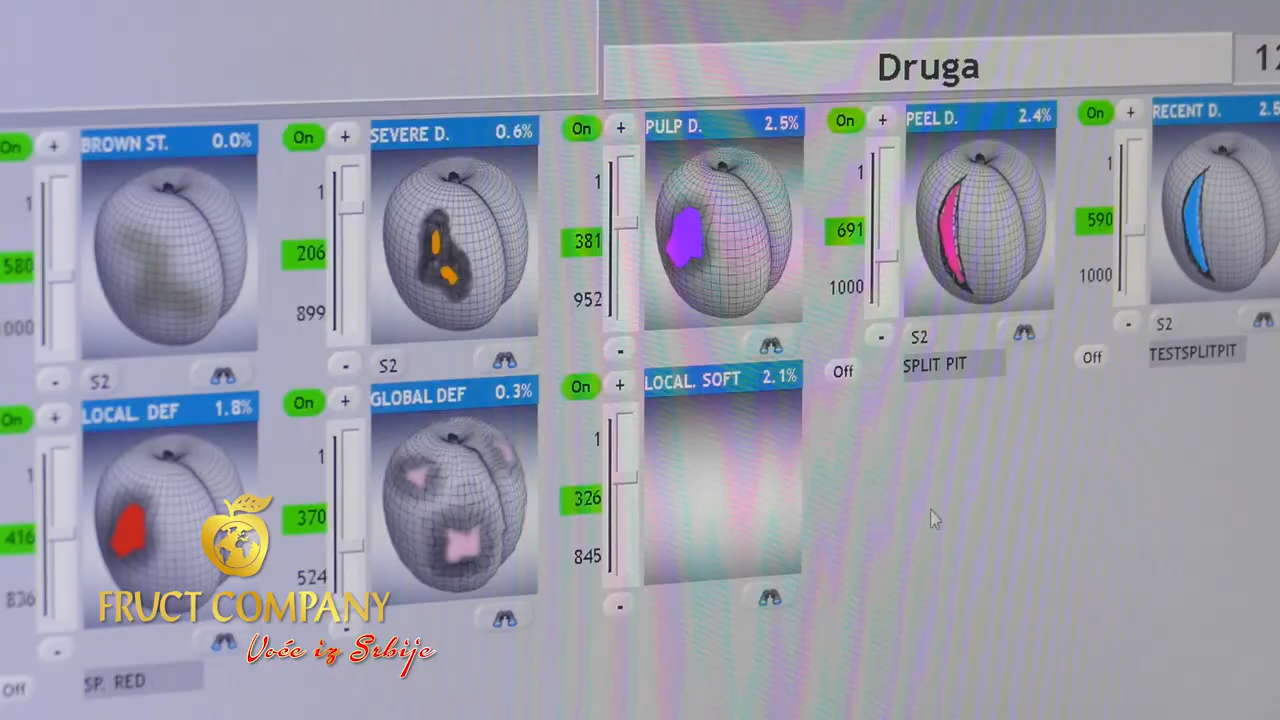 Druga
12
On + BROWN ST. 0.0%
1
580
1000
- S2
On + SEVERE D. 0.6%
1
206
899
- S2
On + PULP D. 2.5%
1
381
952
-
On + PEEL D. 2.4%
1
691
1000
- S2
Off SPLIT PIT
On + RECENT D. 2.5
1
590
1000
- S2
Off TESTSPLITPIT
On + LOCAL. DEF 1.8%
1
416
836
-
Off SP. RED
On + GLOBAL DEF 0.3%
1
370
524
-
On + LOCAL. SOFT 2.1%
1
326
845
-
FRUCT COMPANY
Voće iz Srbije